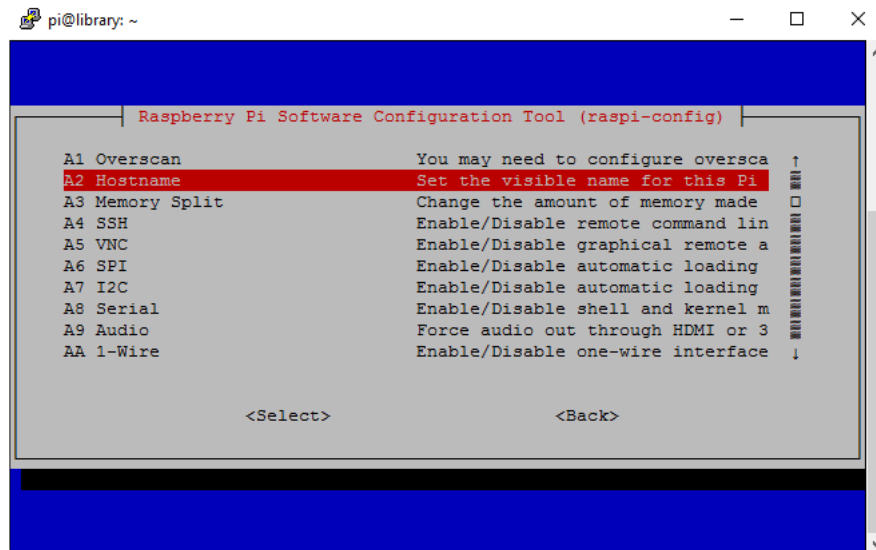 pi@library: ~
Raspberry Pi Software Configuration Tool (raspi-config)
A1 Overscan You may need to configure oversca
A2 Hostname Set the visible name for this Pi
A3 Memory Split Change the amount of memory made
A4 SSH Enable/Disable remote command lin
A5 VNC Enable/Disable graphical remote a
A6 SPI Enable/Disable automatic loading
A7 I2C Enable/Disable automatic loading
A8 Serial Enable/Disable shell and kernel m
A9 Audio Force audio out through HDMI or 3
AA 1-Wire Enable/Disable one-wire interface
<Select> <Back>